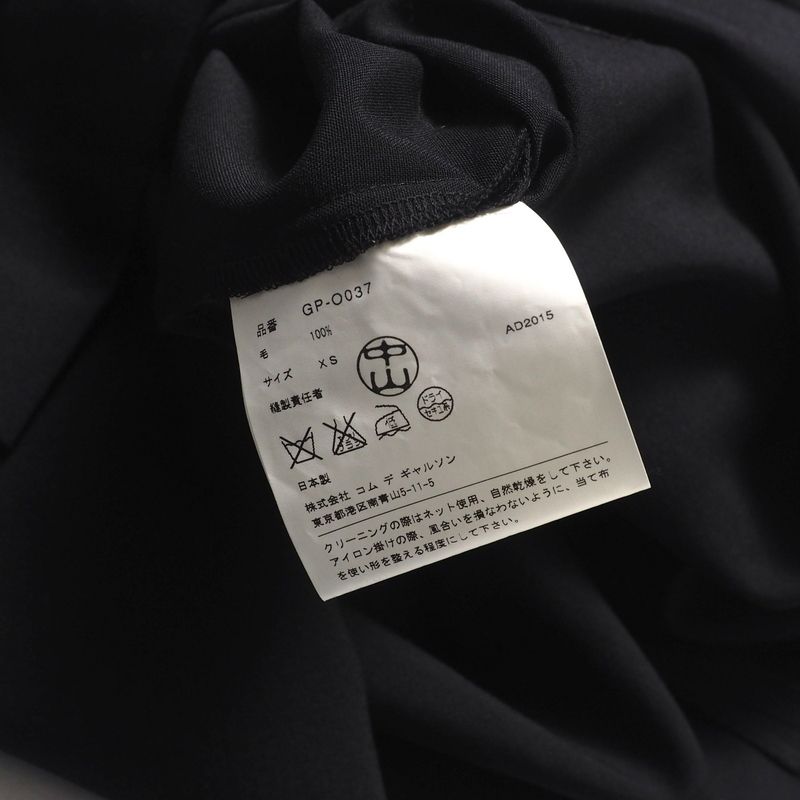 品番 GP-O037
毛 100% AD2015
サイズ XS
縫製責任者 中山
低 ドライ セキユ系
日本製
株式会社 コム デ ギャルソン
東京都港区南青山5-11-5
クリーニングの際はネット使用、自然乾燥をして下さい。
アイロン掛けの際、風合いを損なわないように、当て布
を使い形を整える程度にして下さい。